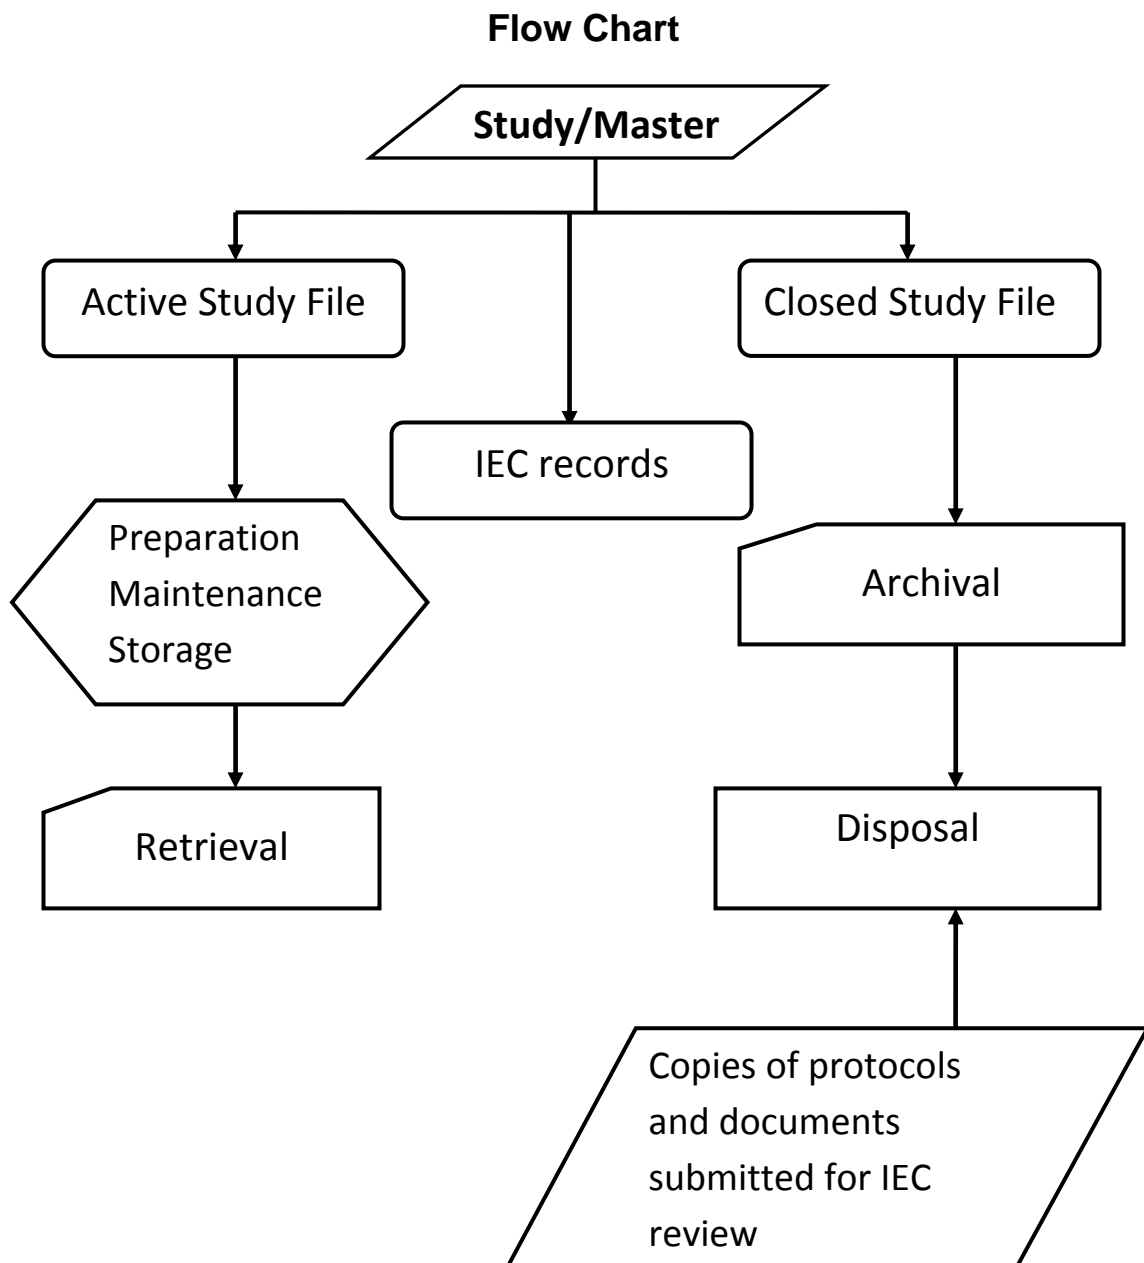 Flow Chart
Study/Master
Active Study File
Closed Study File
IEC records
Preparation
Maintenance
Storage
Archival
Retrieval
Disposal
Copies of protocols
and documents
submitted for IEC
review